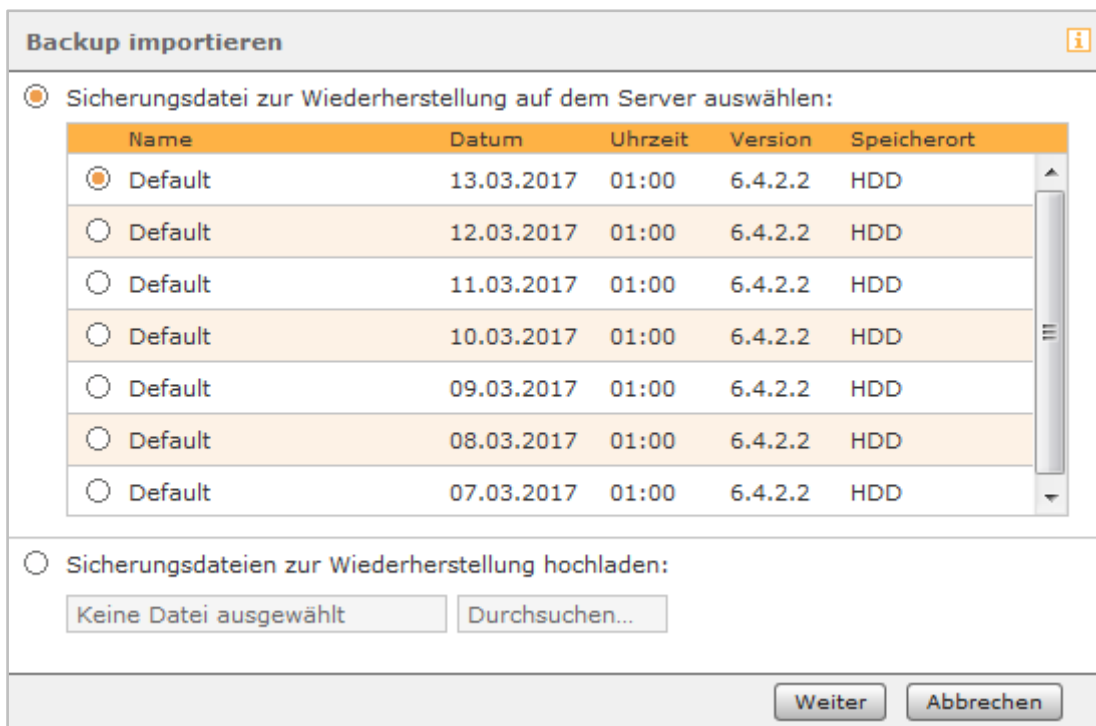 Backup importieren
Sicherungsdatei zur Wiederherstellung auf dem Server auswählen:
Name Datum Uhrzeit Version Speicherort
Default 13.03.2017 01:00 6.4.2.2 HDD
Default 12.03.2017 01:00 6.4.2.2 HDD
Default 11.03.2017 01:00 6.4.2.2 HDD
Default 10.03.2017 01:00 6.4.2.2 HDD
Default 09.03.2017 01:00 6.4.2.2 HDD
Default 08.03.2017 01:00 6.4.2.2 HDD
Default 07.03.2017 01:00 6.4.2.2 HDD
Sicherungsdateien zur Wiederherstellung hochladen:
Keine Datei ausgewählt Durchsuchen...
Weiter Abbrechen